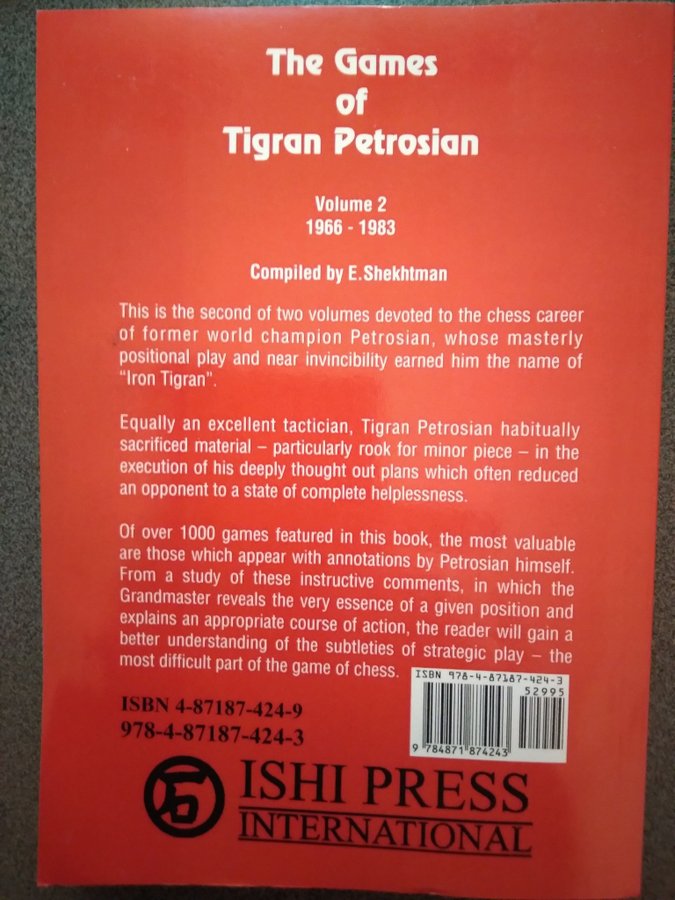 The Games
of
Tigran Petrosian
Volume 2
1966 - 1983
Compiled by E.Shekhtman
This is the second of two volumes devoted to the chess career
of former world champion Petrosian, whose masterly
positional play and near invincibility earned him the name of
“Iron Tigran”.
Equally an excellent tactician, Tigran Petrosian habitually
sacrificed material – particularly rook for minor piece – in the
execution of his deeply thought out plans which often reduced
an opponent to a state of complete helplessness.
Of over 1000 games featured in this book, the most valuable
are those which appear with annotations by Petrosian himself.
From a study of these instructive comments, in which the
Grandmaster reveals the very essence of a given position and
explains an appropriate course of action, the reader will gain a
better understanding of the subtleties of strategic play – the
most difficult part of the game of chess.
ISBN 978-4-87187-424-3
52995
9 784871 874243
ISBN 4-87187-424-9
978-4-87187-424-3
石
ISHI PRESS
INTERNATIONAL